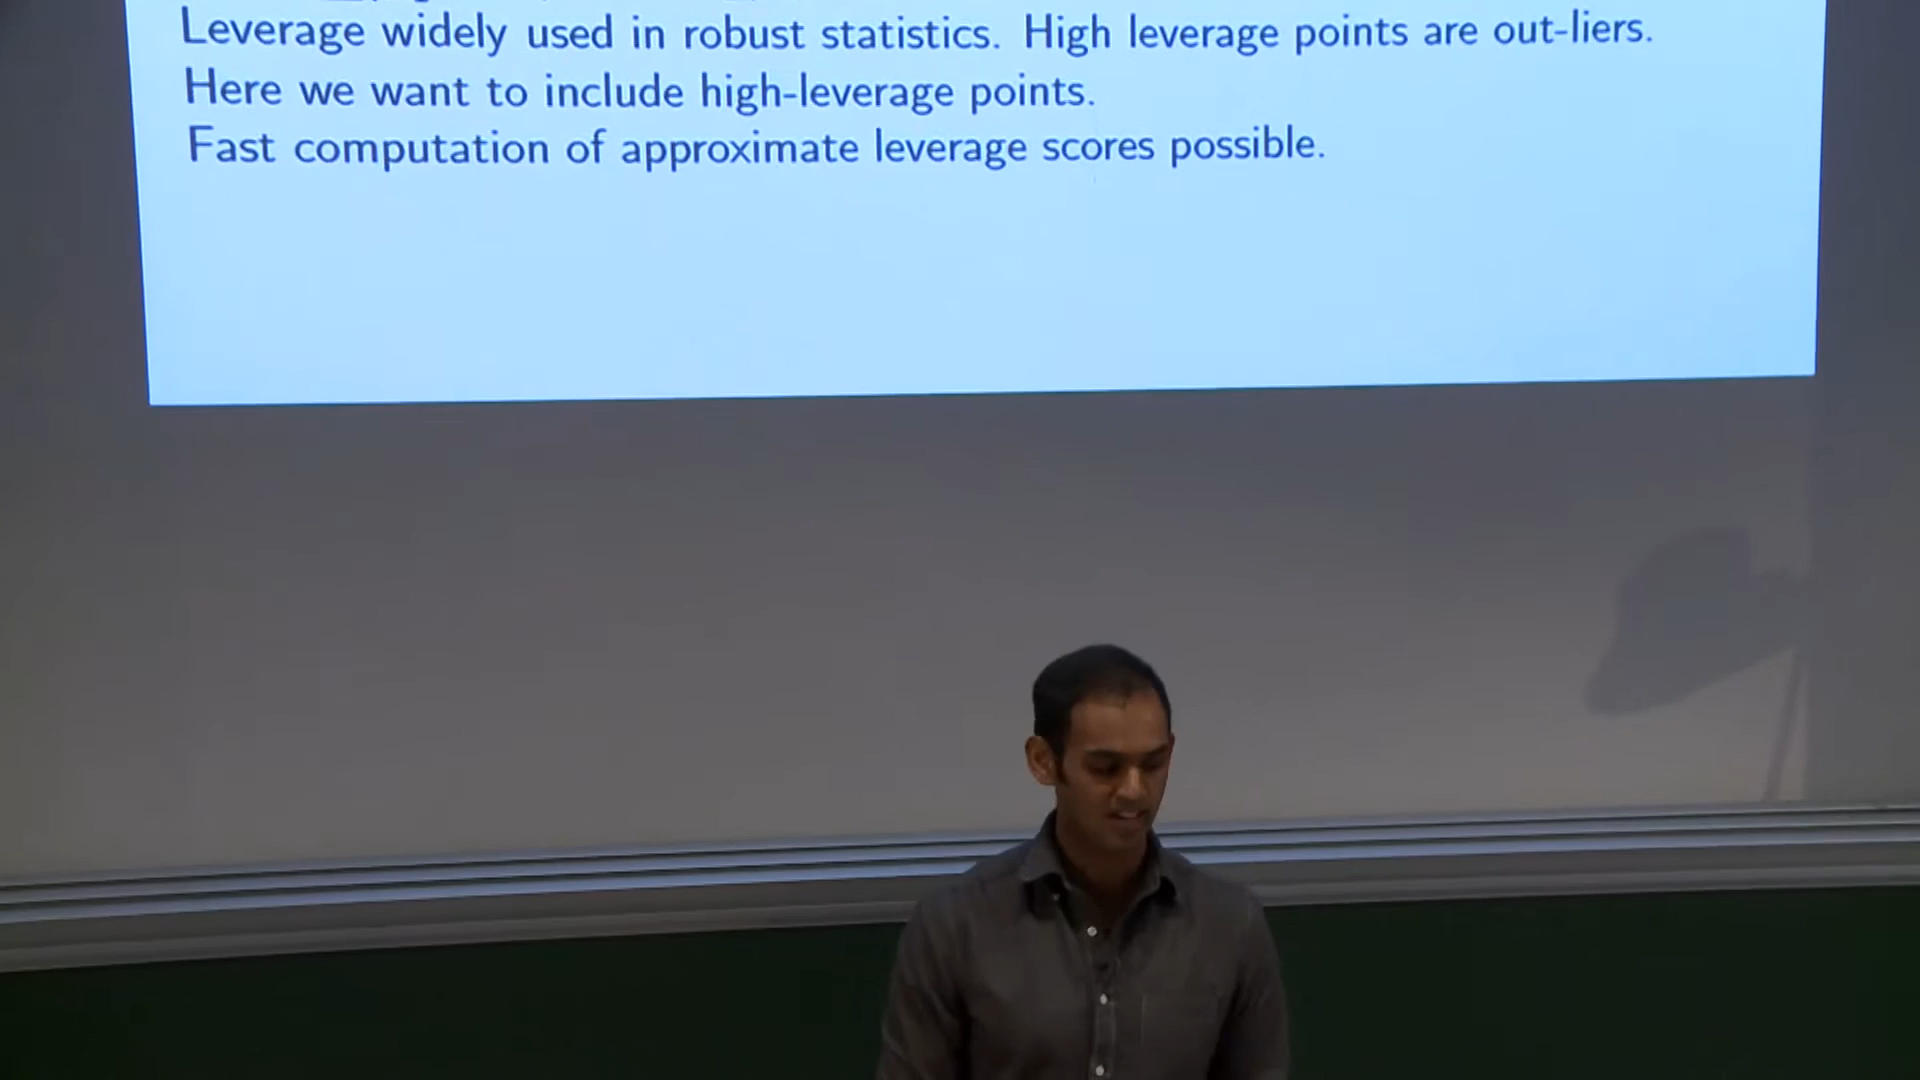 Leverage widely used in robust statistics. High leverage points are out-liers.
Here we want to include high-leverage points.
Fast computation of approximate leverage scores possible.